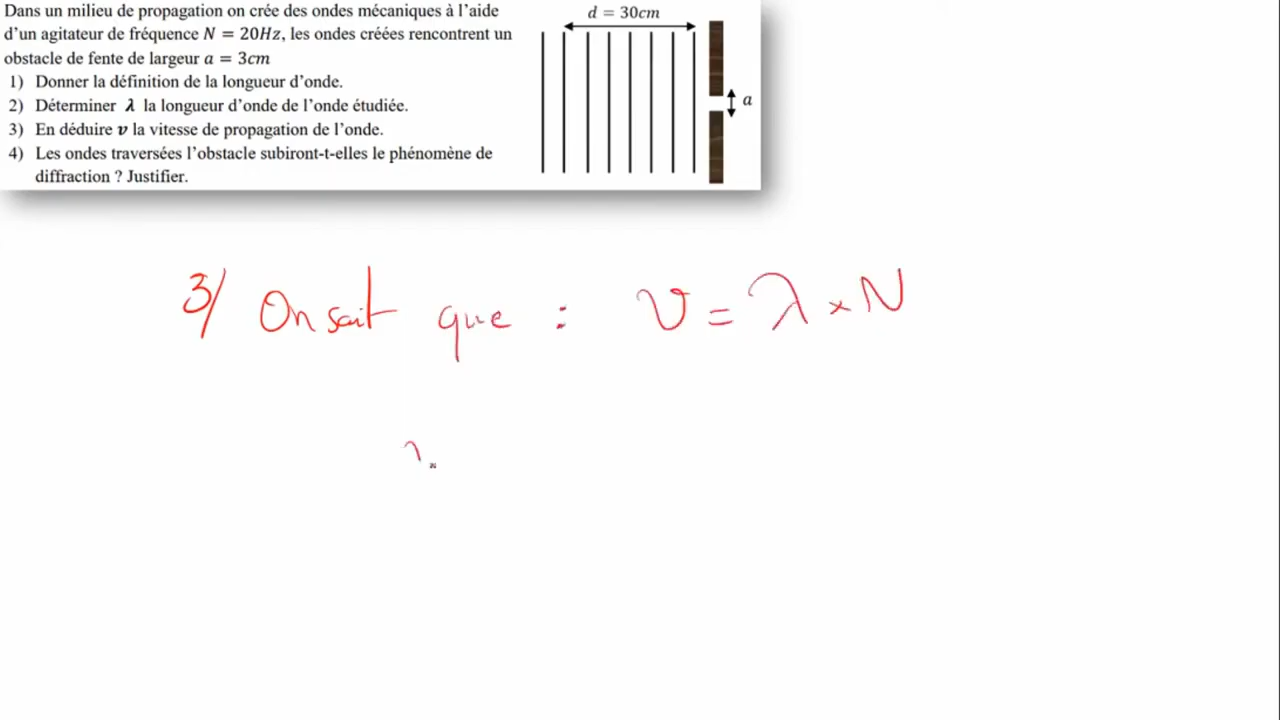 Dans un milieu de propagation on crée des ondes mécaniques à l'aide
d'un agitateur de fréquence N = 20Hz, les ondes créées rencontrent un
obstacle de fente de largeur a = 3cm
1) Donner la définition de la longueur d'onde.
2) Déterminer λ la longueur d'onde de l'onde étudiée.
3) En déduire v la vitesse de propagation de l'onde.
4) Les ondes traversées l'obstacle subiront-t-elles le phénomène de
diffraction ? Justifier.
d = 30cm
a
3/ On sait que : v = λ × N